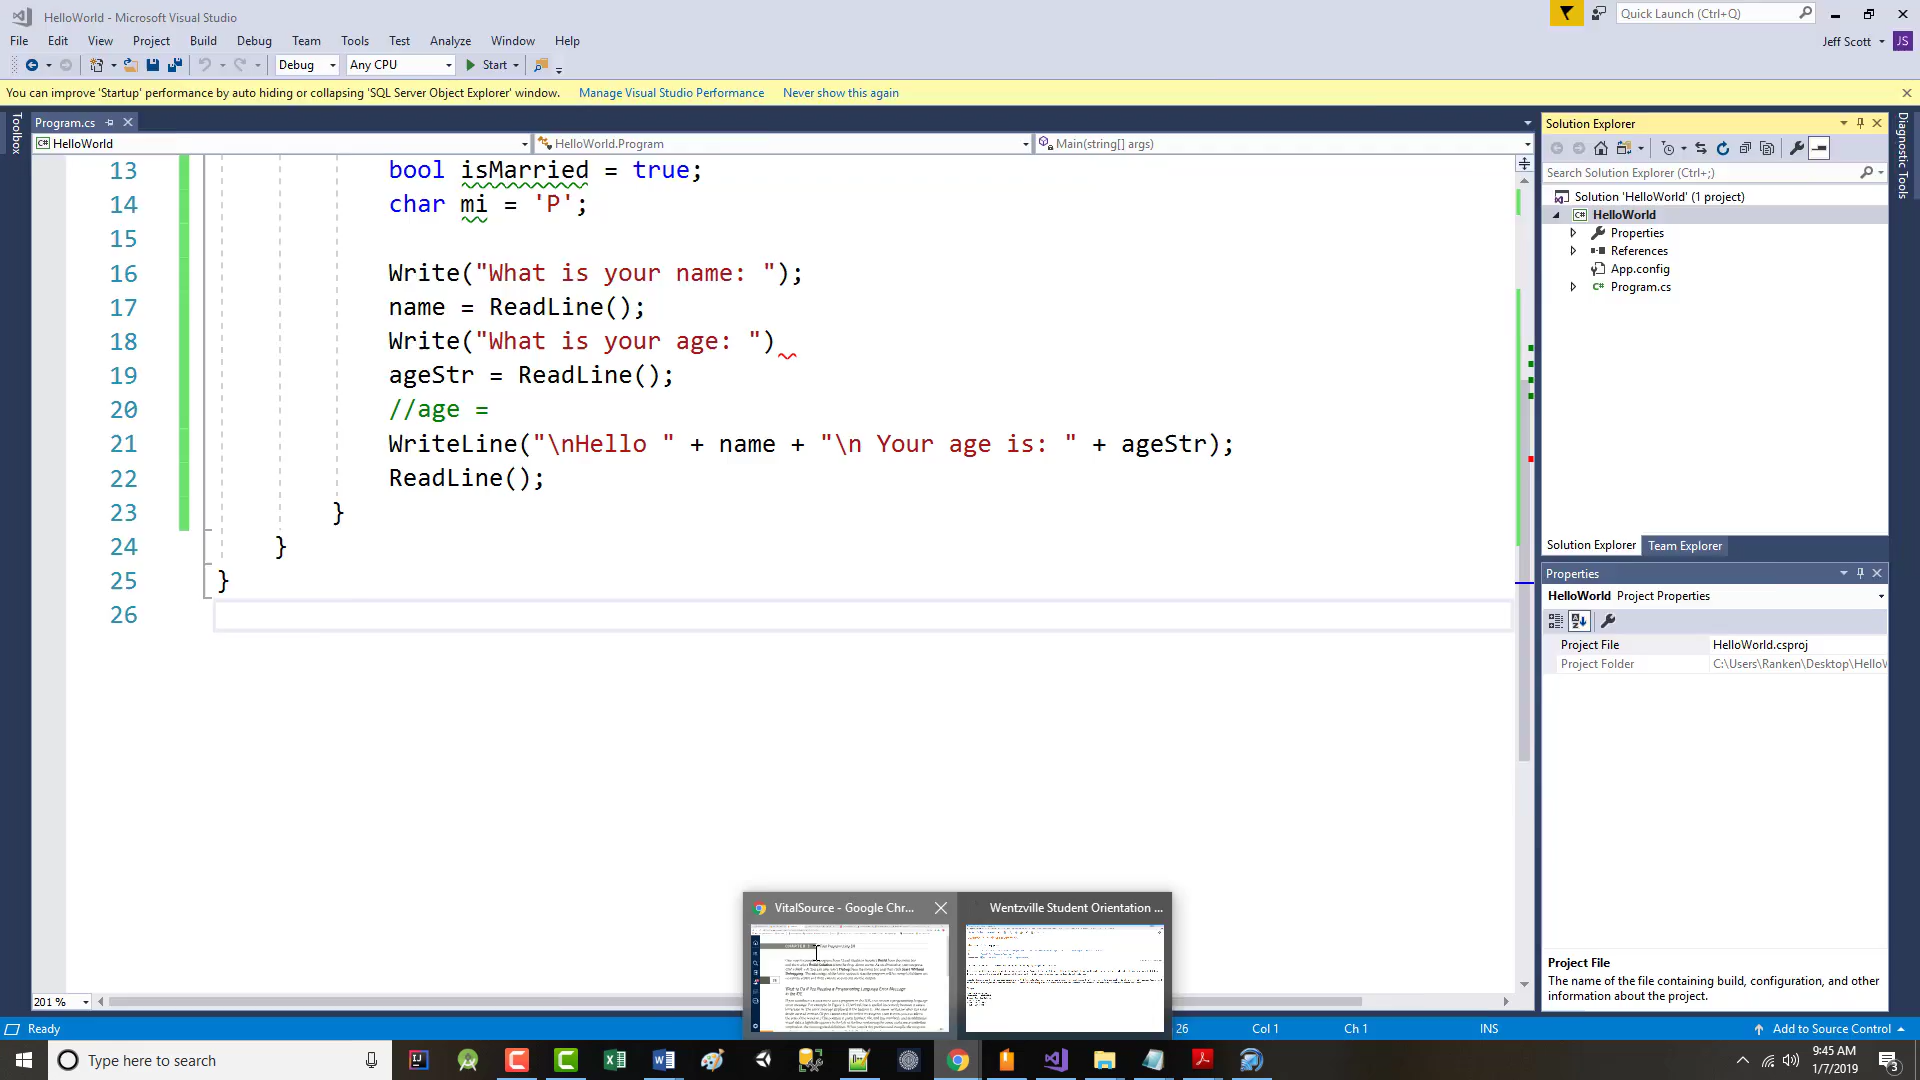 HelloWorld - Microsoft Visual Studio
Quick Launch (Ctrl+Q)
File Edit View Project Build Debug Team Tools Test Analyze Window Help
Jeff Scott JS
Debug Any CPU Start
You can improve 'Startup' performance by auto hiding or collapsing 'SQL Server Object Explorer' window. Manage Visual Studio Performance Never show this again
Toolbox
Program.cs
HelloWorld HelloWorld.Program Main(string[] args)
13 bool isMarried = true;
14 char mi = 'P';
15
16 Write("What is your name: ");
17 name = ReadLine();
18 Write("What is your age: ")
19 ageStr = ReadLine();
20 //age =
21 WriteLine("\nHello " + name + "\n Your age is: " + ageStr);
22 ReadLine();
23 }
24 }
25 }
26
Solution Explorer
Search Solution Explorer (Ctrl+;)
Solution 'HelloWorld' (1 project)
HelloWorld
Properties
References
App.config
Program.cs
Solution Explorer Team Explorer
Diagnostic Tools
Properties
HelloWorld Project Properties
Project File HelloWorld.csproj
Project Folder C:\Users\Ranken\Desktop\HelloW
Project File
The name of the file containing build, configuration, and other information about the project.
VitalSource - Google Chr...
Wentzville Student Orientation ...
201 %
Ready 26 Col 1 Ch 1 INS Add to Source Control
Type here to search
9:45 AM
1/7/2019
3